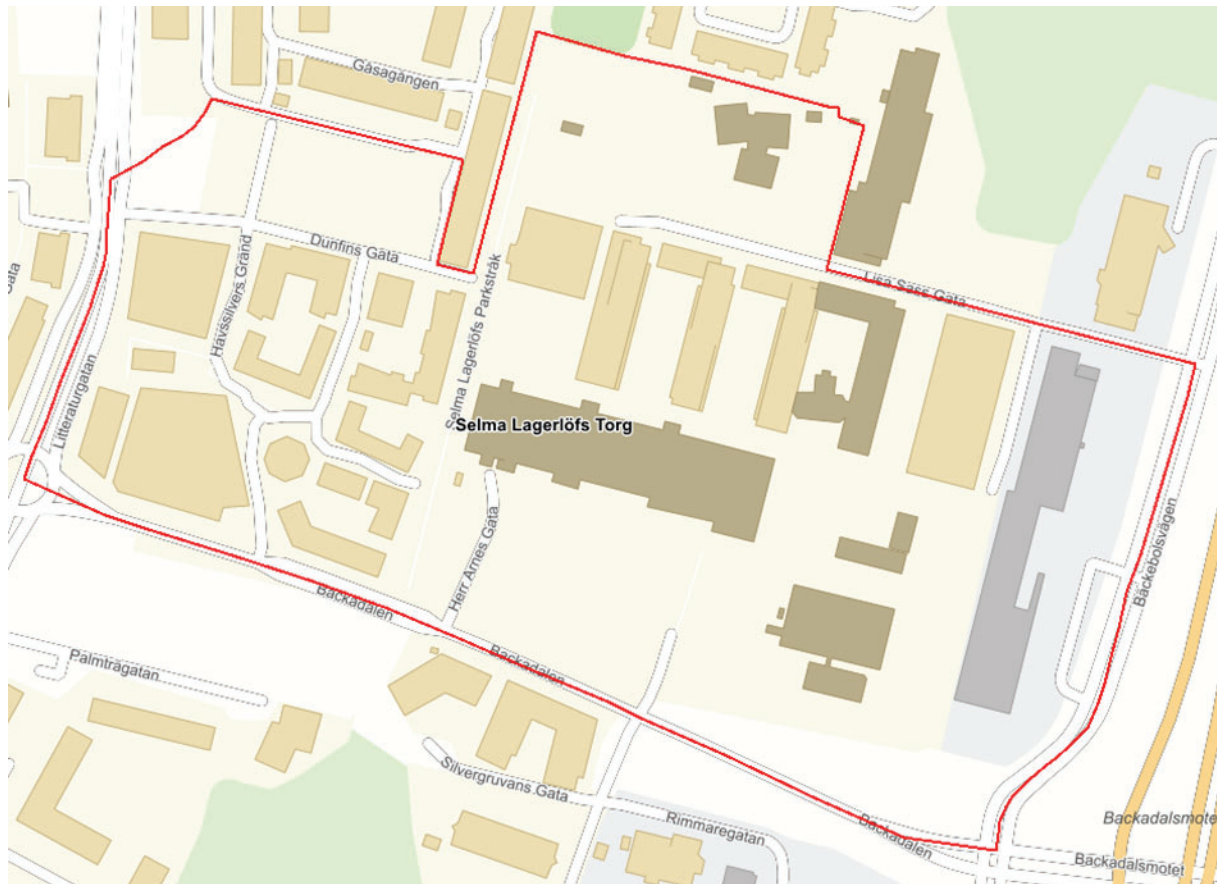 Gåsagången
Dunfins Gata
Havssilvers Gränd
Gata
Litteraturgatan
Selma Lagerlöfs Parkstråk
Selma Lagerlöfs Torg
Lisa Sass Gata
Herr Arnes Gata
Bäckebolsvägen
Backadalen
Backadalen
Palmträgatan
Silvergruvans Gata
Rimmaregatan
Backadalen
Backadalsmotet
Backadalsmotet